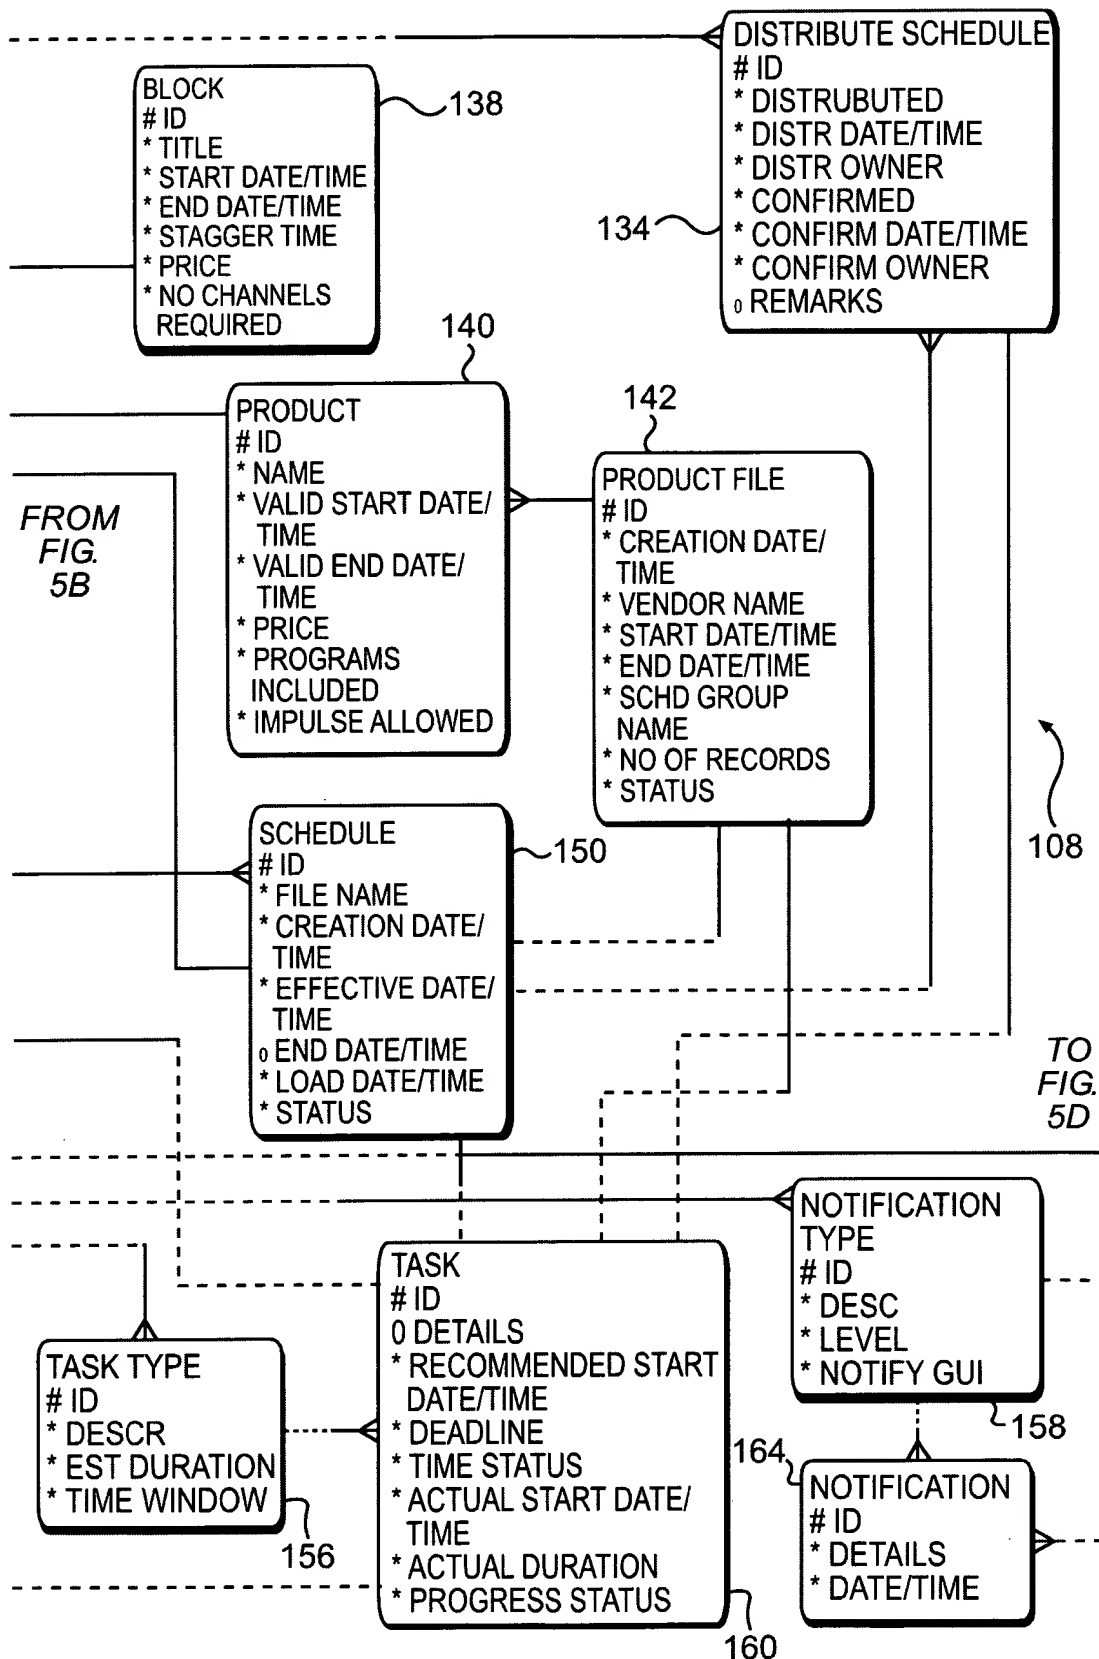 DISTRIBUTE SCHEDULE
# ID
* DISTRUBUTED
* DISTR DATE/TIME
* DISTR OWNER
* CONFIRMED
* CONFIRM DATE/TIME
* CONFIRM OWNER
0 REMARKS
134
BLOCK
# ID
* TITLE
* START DATE/TIME
* END DATE/TIME
* STAGGER TIME
* PRICE
* NO CHANNELS
REQUIRED
138
140
PRODUCT
# ID
* NAME
* VALID START DATE/
TIME
* VALID END DATE/
TIME
* PRICE
* PROGRAMS
INCLUDED
* IMPULSE ALLOWED
142
PRODUCT FILE
# ID
* CREATION DATE/
TIME
* VENDOR NAME
* START DATE/TIME
* END DATE/TIME
* SCHD GROUP
NAME
* NO OF RECORDS
* STATUS
FROM
FIG.
5B
108
SCHEDULE
# ID
* FILE NAME
* CREATION DATE/
TIME
* EFFECTIVE DATE/
TIME
0 END DATE/TIME
* LOAD DATE/TIME
* STATUS
150
TO
FIG.
5D
NOTIFICATION
TYPE
# ID
* DESC
* LEVEL
* NOTIFY GUI
158
TASK
# ID
0 DETAILS
* RECOMMENDED START
DATE/TIME
* DEADLINE
* TIME STATUS
* ACTUAL START DATE/
TIME
* ACTUAL DURATION
* PROGRESS STATUS
160
TASK TYPE
# ID
* DESCR
* EST DURATION
* TIME WINDOW
156
164
NOTIFICATION
# ID
* DETAILS
* DATE/TIME